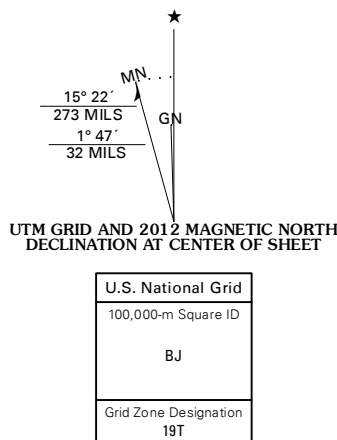 ★
MN
15° 22´
273 MILS
GN
1° 47´
32 MILS
UTM GRID AND 2012 MAGNETIC NORTH
DECLINATION AT CENTER OF SHEET
U.S. National Grid
100,000-m Square ID
BJ
Grid Zone Designation
19T